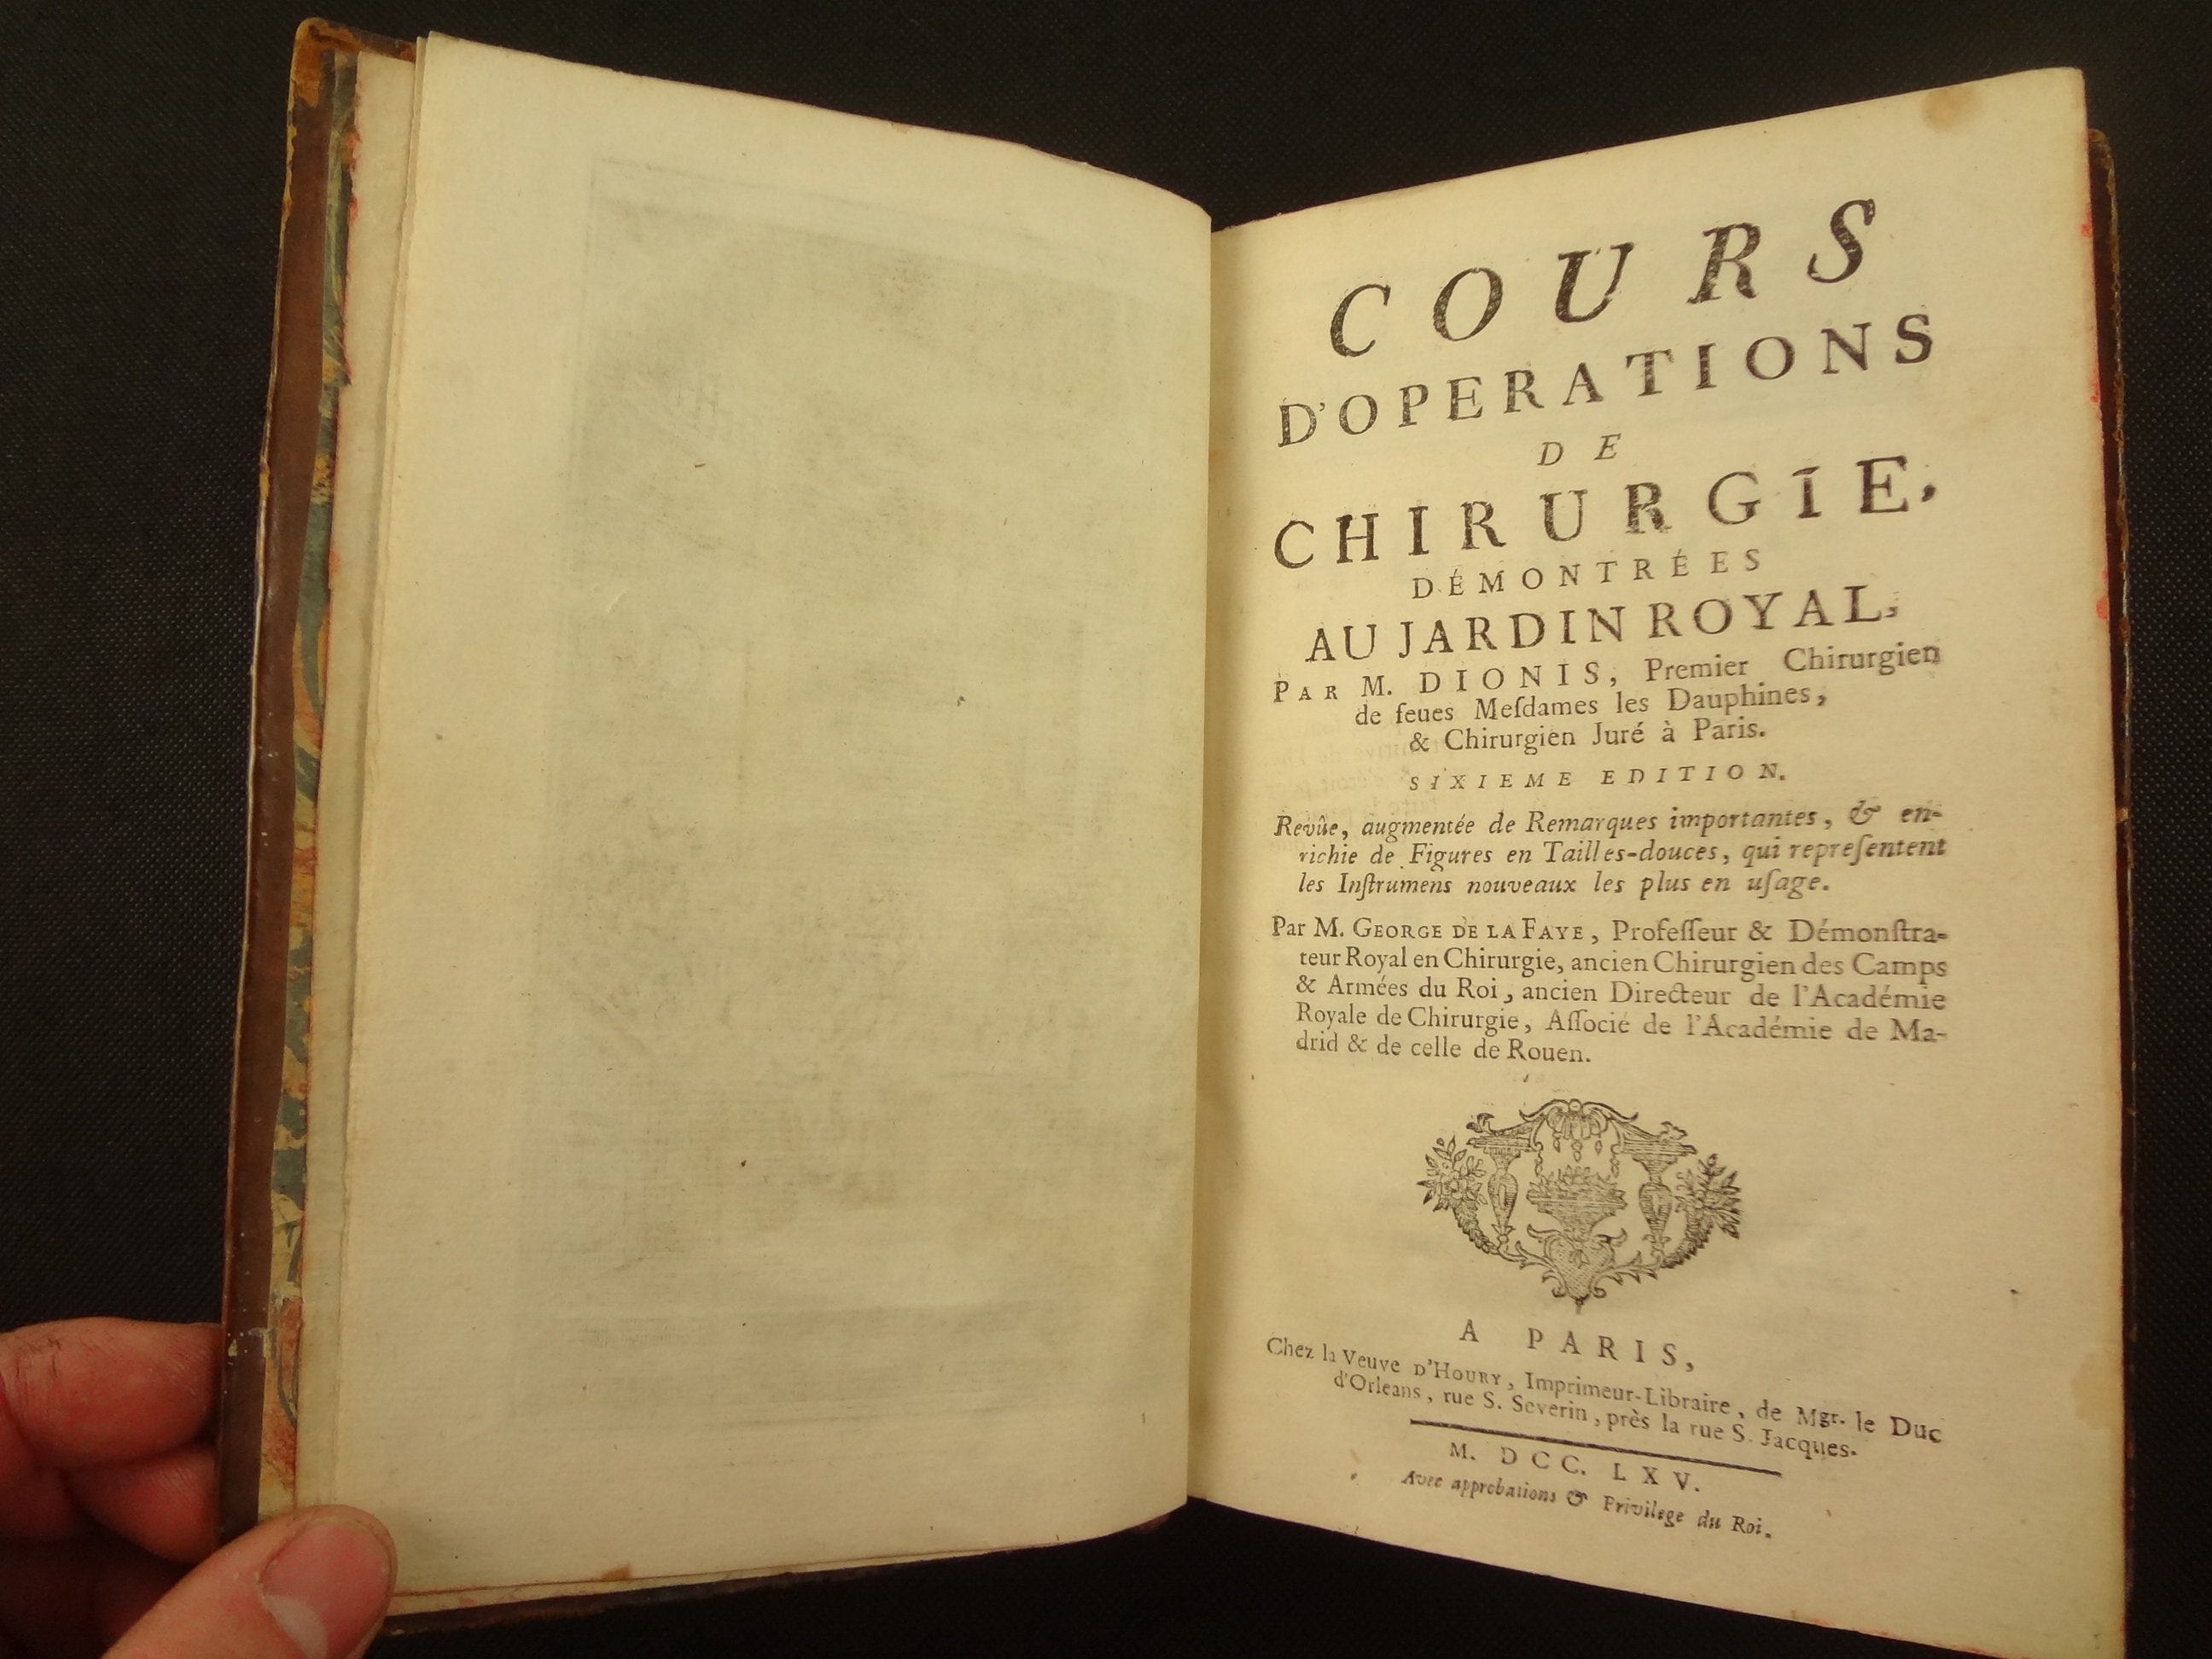 COURS
D'OPERATIONS
DE
CHIRURGIE,
DÉMONTRÉES
AU JARDIN ROYAL,
PAR M. DIONIS, Premier Chirurgien
de feues Meſdames les Dauphines,
& Chirurgien Juré à Paris.
SIXIEME EDITION.
Revûe, augmentée de Remarques importantes, & en-
richie de Figures en Tailles-douces, qui repreſentent
les Inſtrumens nouveaux les plus en uſage.
Par M. GEORGE DE LA FAYE, Profeſſeur & Démonſtra-
teur Royal en Chirurgie, ancien Chirurgien des Camps
& Armées du Roi, ancien Directeur de l'Académie
Royale de Chirurgie, Aſſocié de l'Académie de Ma-
drid & de celle de Rouen.
A PARIS,
Chez la Veuve D'HOURY, Imprimeur-Libraire, de Mgr. le Duc
d'Orleans, rue S. Severin, près la rue S. Jacques.
M. DCC. LXV.
Avec approbations & Privilege du Roi.